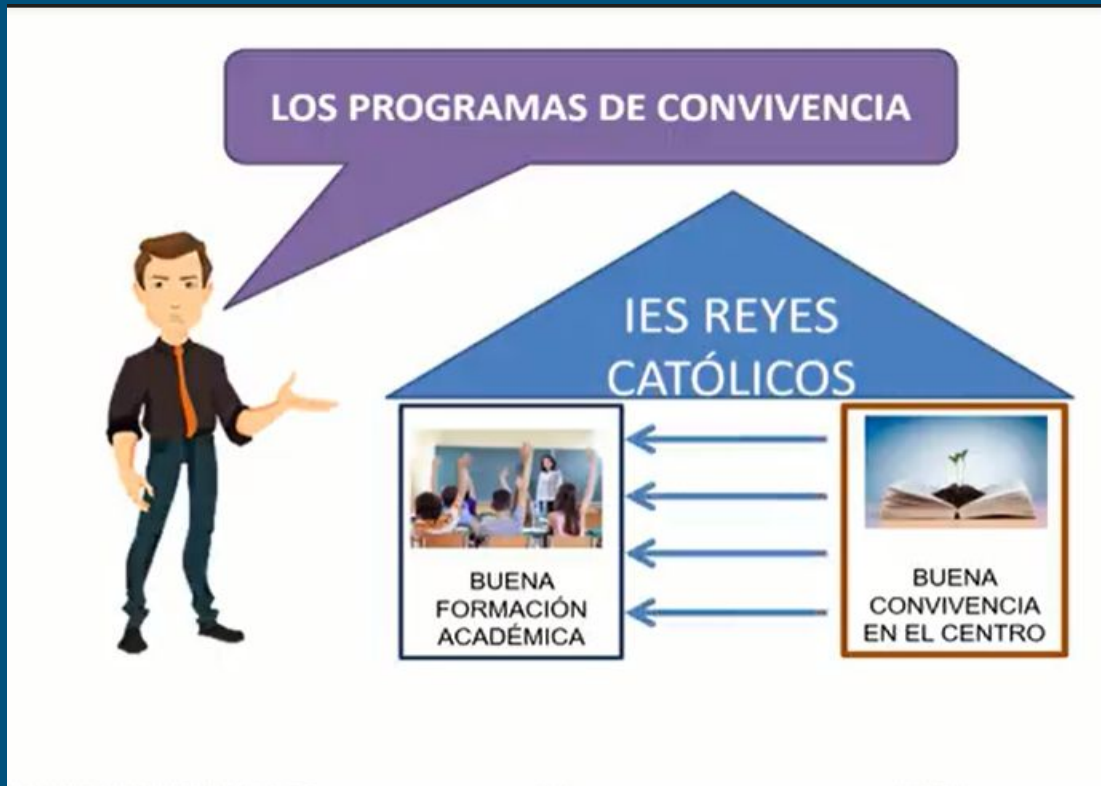 LOS PROGRAMAS DE CONVIVENCIA
IES REYES
CATÓLICOS
BUENA
FORMACIÓN
ACADÉMICA
BUENA
CONVIVENCIA
EN EL CENTRO